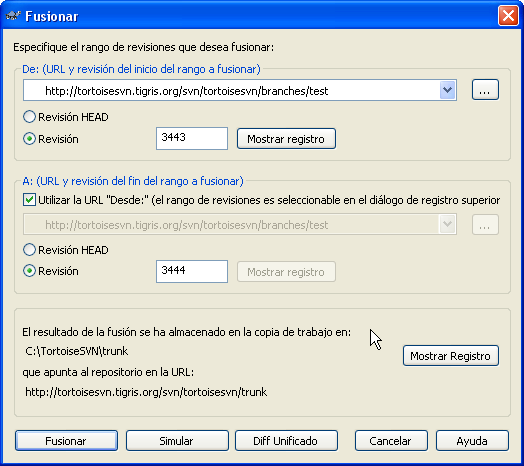 Fusionar
Especifique el rango de revisiones que desea fusionar:
De: (URL y revisión del inicio del rango a fusionar)
http://tortoisesvn.tigris.org/svn/tortoisesvn/branches/test
...
Revisión HEAD
Revisión
3443
Mostrar registro
A: (URL y revisión del fin del rango a fusionar)
Utilizar la URL "Desde:" (el rango de revisiones es seleccionable en el diálogo de registro superior
http://tortoisesvn.tigris.org/svn/tortoisesvn/branches/test
...
Revisión HEAD
Revisión
3444
Mostrar registro
El resultado de la fusión se ha almacenado en la copia de trabajo en:
C:\TortoiseSVN\trunk
Mostrar Registro
que apunta al repositorio en la URL:
http://tortoisesvn.tigris.org/svn/tortoisesvn/trunk
Fusionar
Simular
Diff Unificado
Cancelar
Ayuda